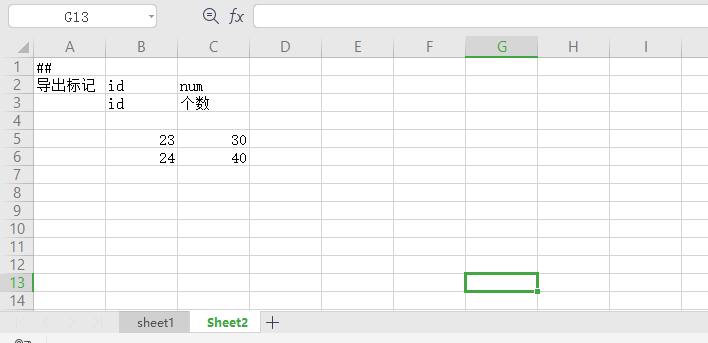 G13 fx
A B C D E F G H I
1 ##
2 导出标记 id num
3 id 个数
4
5 23 30
6 24 40
7
8
9
10
11
12
13
14
sheet1 Sheet2